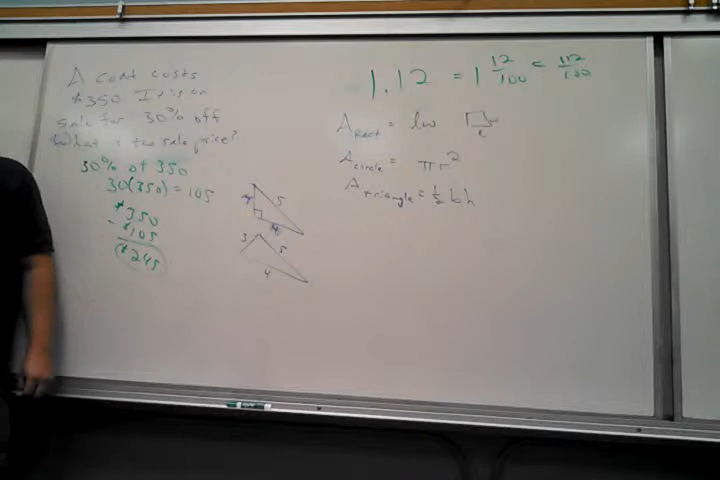 A coat costs
$350 It is on
sale for 30% off
What is the sale price?
30% of 350
.30(350) = 105
$350
- $105
$245
5
4
3
5
4
1.12 = 1 12/100 = 112/100
A Rect = lw
A circle = πr²
A triangle = ½ bh